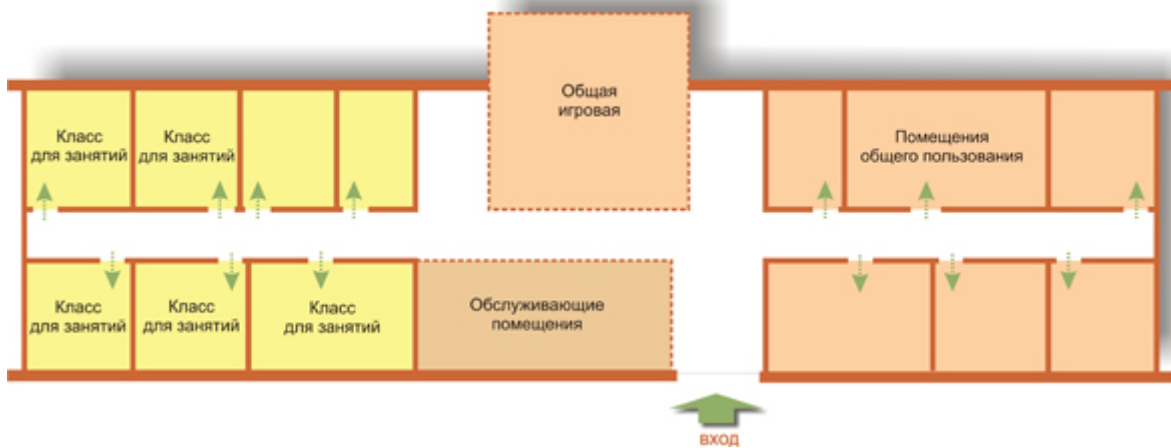 Общая
игровая
Класс
для занятий
Класс
для занятий
Помещения
общего пользования
Класс
для занятий
Класс
для занятий
Класс
для занятий
Обслуживающие
помещения
ВХОД